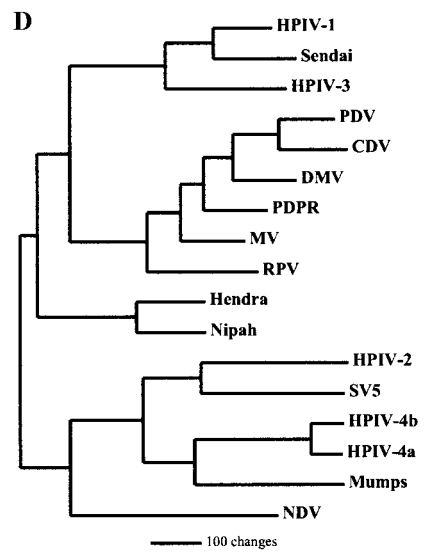 D
HPIV-1
Sendai
HPIV-3
PDV
CDV
DMV
PDPR
MV
RPV
Hendra
Nipah
HPIV-2
SV5
HPIV-4b
HPIV-4a
Mumps
NDV
100 changes